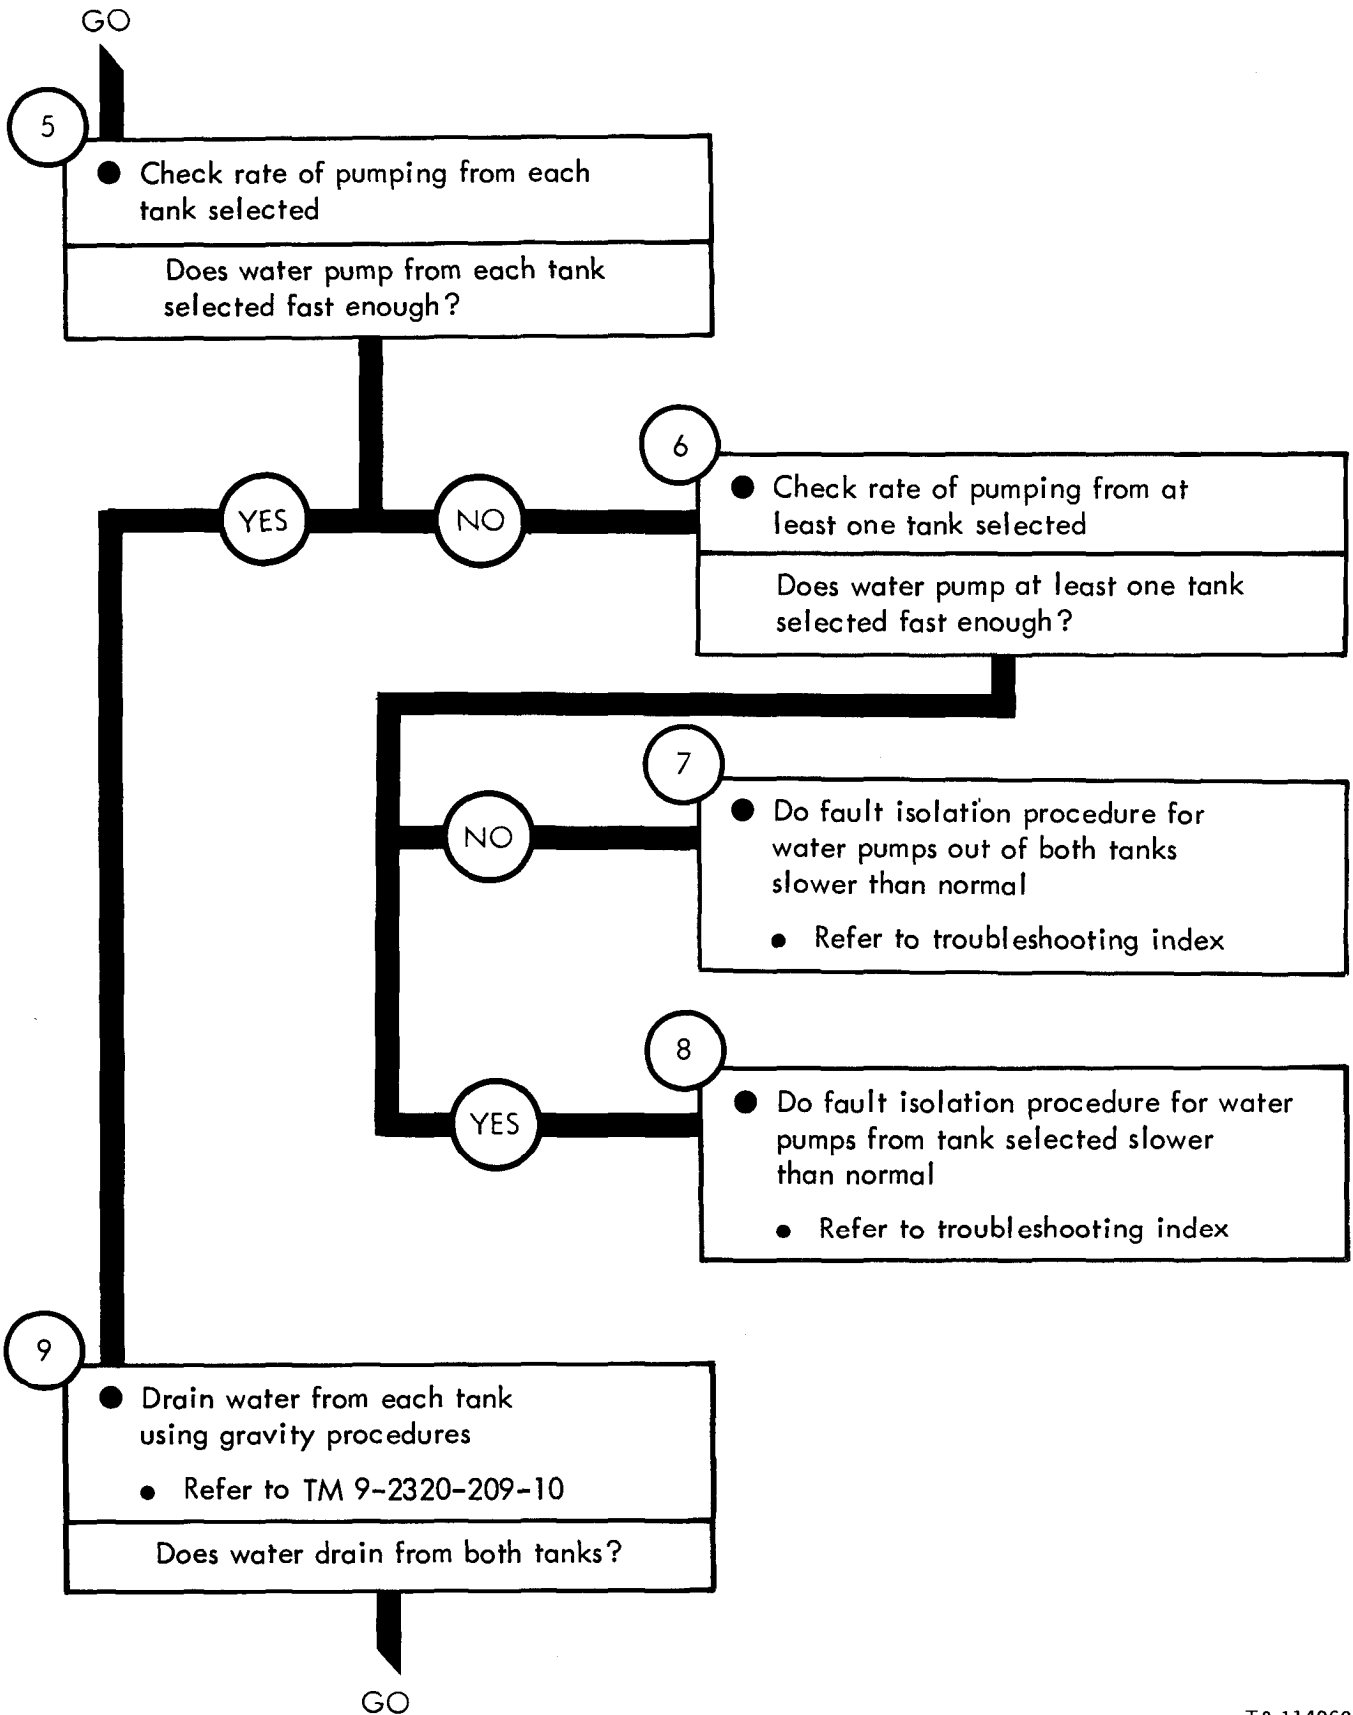 GO
5
● Check rate of pumping from each
tank selected
Does water pump from each tank
selected fast enough?
YES
NO
6
● Check rate of pumping from at
least one tank selected
Does water pump at least one tank
selected fast enough?
NO
7
● Do fault isolation procedure for
water pumps out of both tanks
slower than normal
● Refer to troubleshooting index
YES
8
● Do fault isolation procedure for water
pumps from tank selected slower
than normal
● Refer to troubleshooting index
9
● Drain water from each tank
using gravity procedures
● Refer to TM 9-2320-209-10
Does water drain from both tanks?
GO